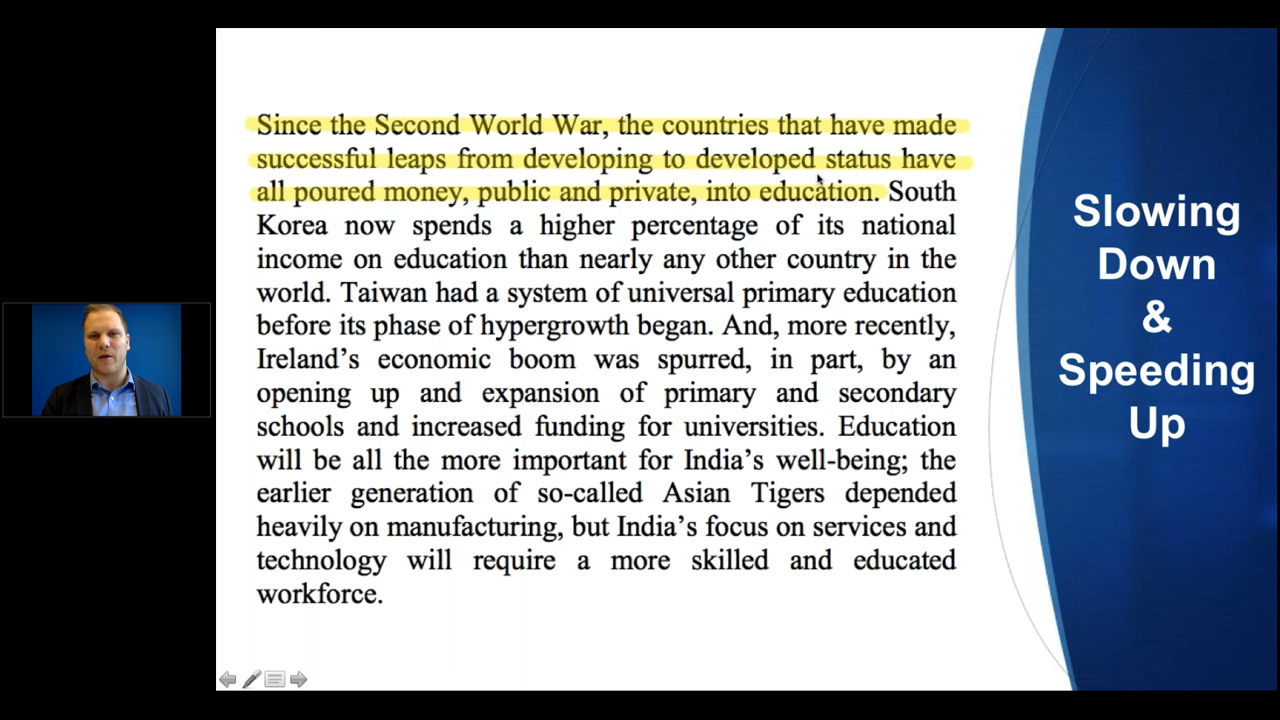 Since the Second World War, the countries that have made
successful leaps from developing to developed status have
all poured money, public and private, into education. South
Korea now spends a higher percentage of its national
income on education than nearly any other country in the
world. Taiwan had a system of universal primary education
before its phase of hypergrowth began. And, more recently,
Ireland’s economic boom was spurred, in part, by an
opening up and expansion of primary and secondary
schools and increased funding for universities. Education
will be all the more important for India’s well-being; the
earlier generation of so-called Asian Tigers depended
heavily on manufacturing, but India’s focus on services and
technology will require a more skilled and educated
workforce.
Slowing
Down
&
Speeding
Up